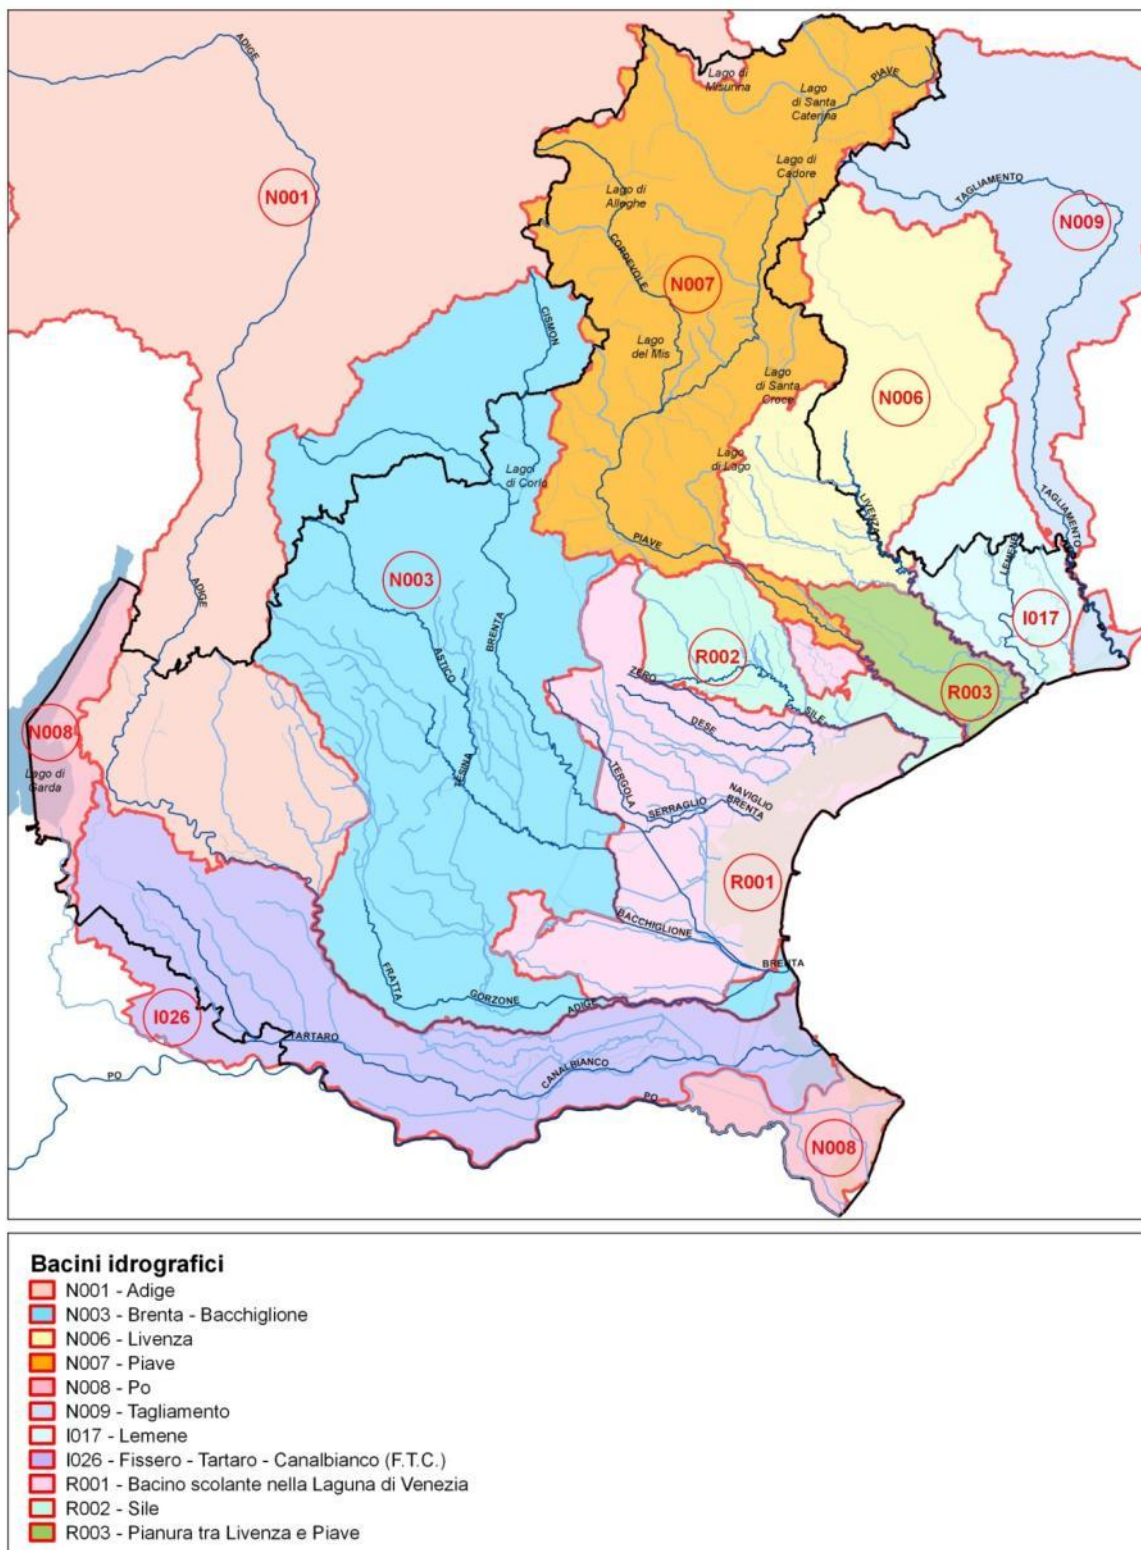 ADIGE
Lago di
Misurina
PIAVE
Lago
di Santa
Caterina
Lago di
Cadore
N001
Lago di
Alleghe
TAGLIAMENTO
N009
CORDEVOLE
N007
CISMON
Lago
del Mis
Lago
di Santa
Croce
N006
Lago
di Corlo
Lago
di Lago
LIVENZA
TAGLIAMENTO
PIAVE
LEMENE
ADIGE
N003
BRENTA
I017
ASTICO
R002
ZERO
R003
SILE
DESE
N008
Lago di
Garda
TESINA
TERGOLA
NAVIGLIO
BRENTA
SERRAGLIO
R001
BACCHIGLIONE
BRENTA
FRATTA
GORZONE
ADIGE
I026
TARTARO
CANALBIANCO
PO
PO
N008
Bacini idrografici
N001 - Adige
N003 - Brenta - Bacchiglione
N006 - Livenza
N007 - Piave
N008 - Po
N009 - Tagliamento
I017 - Lemene
I026 - Fissero - Tartaro - Canalbianco (F.T.C.)
R001 - Bacino scolante nella Laguna di Venezia
R002 - Sile
R003 - Pianura tra Livenza e Piave